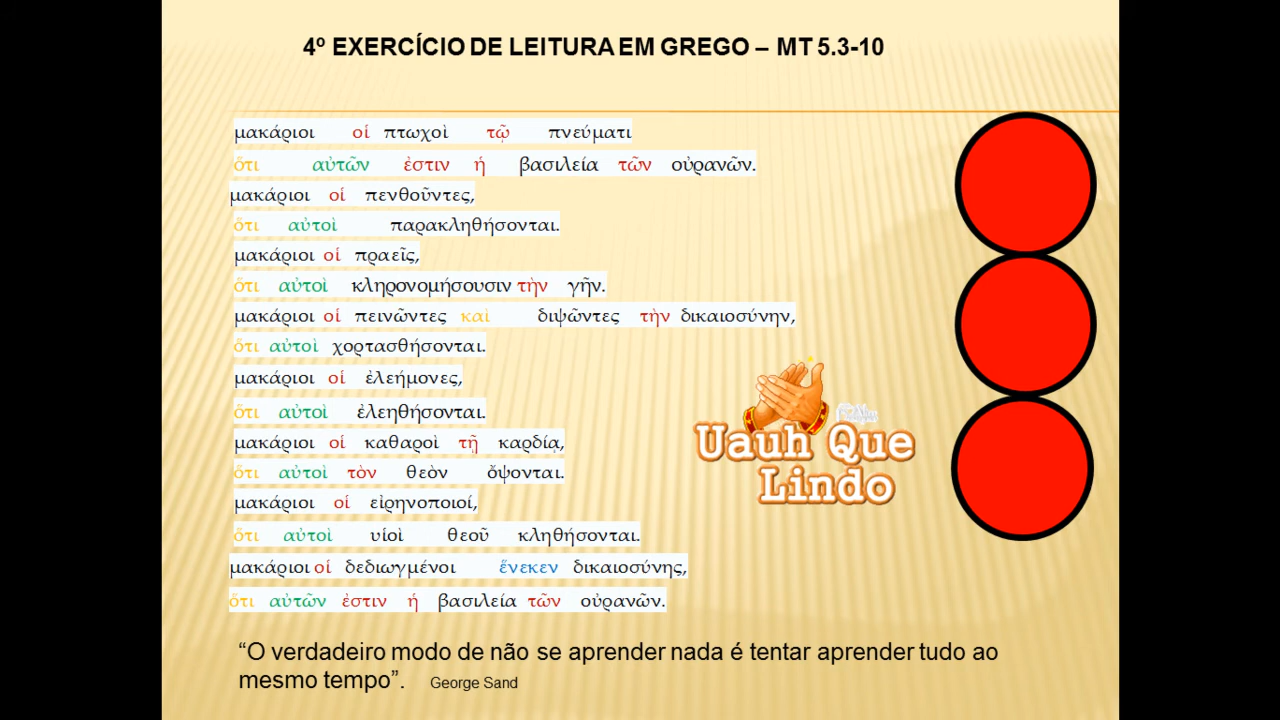 4º EXERCÍCIO DE LEITURA EM GREGO – MT 5.3-10
μακάριοι οἱ πτωχοὶ τῷ πνεύματι
ὅτι αὐτῶν ἐστιν ἡ βασιλεία τῶν οὐρανῶν.
μακάριοι οἱ πενθοῦντες,
ὅτι αὐτοὶ παρακληθήσονται.
μακάριοι οἱ πραεῖς,
ὅτι αὐτοὶ κληρονομήσουσιν τὴν γῆν.
μακάριοι οἱ πεινῶντες καὶ διψῶντες τὴν δικαιοσύνην,
ὅτι αὐτοὶ χορτασθήσονται.
μακάριοι οἱ ἐλεήμονες,
ὅτι αὐτοὶ ἐλεηθήσονται.
μακάριοι οἱ καθαροὶ τῇ καρδίᾳ,
ὅτι αὐτοὶ τὸν θεὸν ὄψονται.
μακάριοι οἱ εἰρηνοποιοί,
ὅτι αὐτοὶ υἱοὶ θεοῦ κληθήσονται.
μακάριοι οἱ δεδιωγμένοι ἕνεκεν δικαιοσύνης,
ὅτι αὐτῶν ἐστιν ἡ βασιλεία τῶν οὐρανῶν.
Uauh Que
Lindo
“O verdadeiro modo de não se aprender nada é tentar aprender tudo ao
mesmo tempo”. George Sand